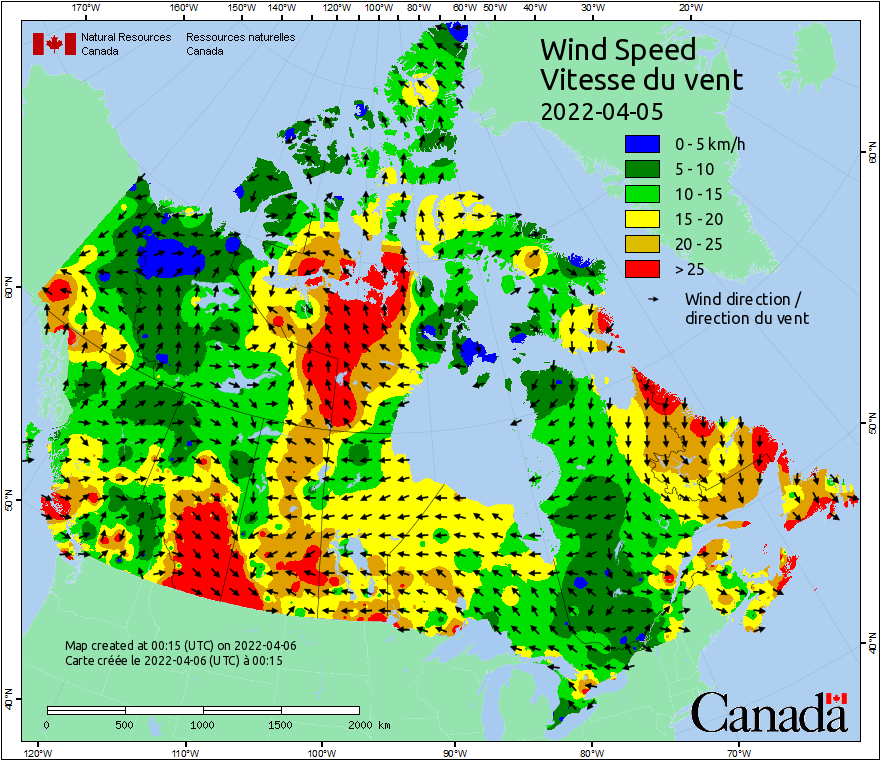 170°W 160°W 150°W 140°W 130°W 120°W 110°W 100°W 90°W 80°W 70°W 60°W 50°W 40°W 30°W 20°W
Natural Resources Canada
Ressources naturelles Canada
Wind Speed
Vitesse du vent
2022-04-05
0 - 5 km/h
5 - 10
10 - 15
15 - 20
20 - 25
> 25
Wind direction /
direction du vent
60°N
60°N
50°N
50°N
40°N
40°N
Map created at 00:15 (UTC) on 2022-04-06
Carte créée le 2022-04-06 (UTC) à 00:15
0 500 1000 1500 2000 km
Canada
120°W 110°W 100°W 90°W 80°W 70°W